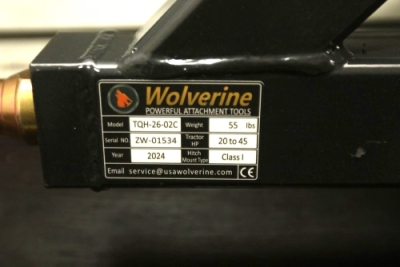 Wolverine
POWERFUL ATTACHMENT TOOLS
Model TQH-26-02C Weight 55 lbs
Serial NO ZW-01534 Tractor HP 20 to 45
Year 2024 Hitch Mount Type Class I
Email service@usawolverine.com CE